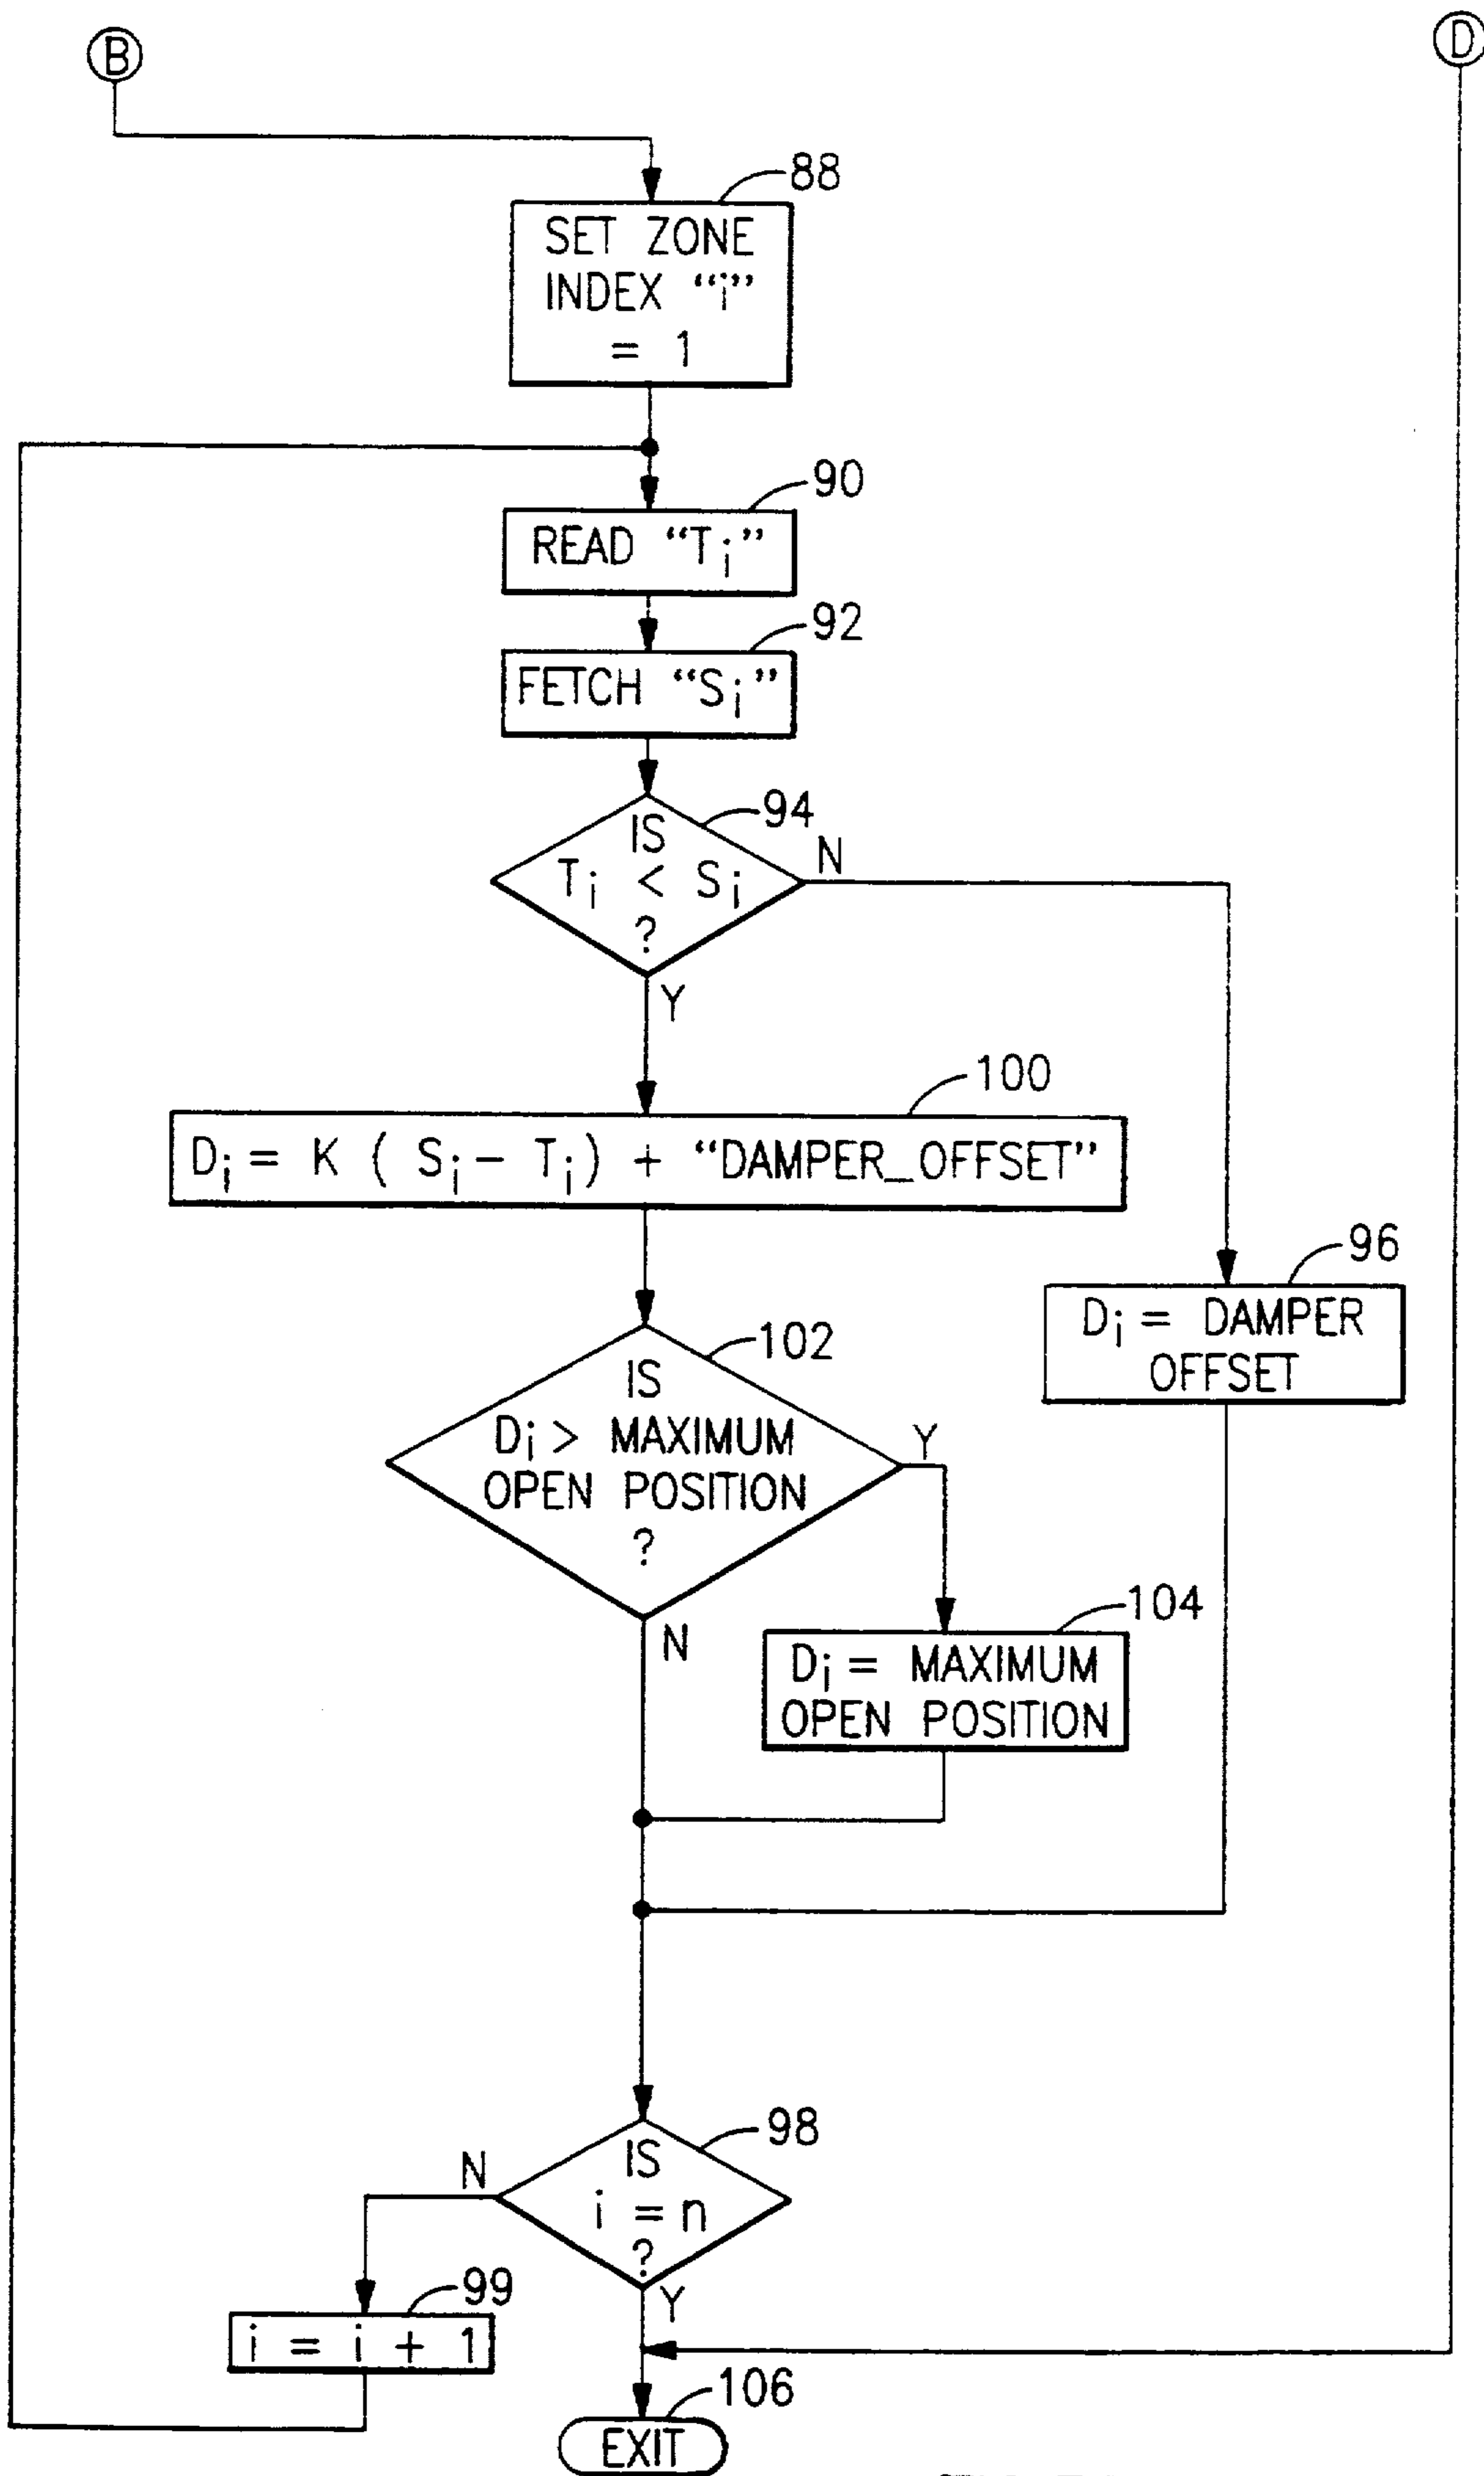 B
D
88
SET ZONE
INDEX “i”
= 1
90
READ “Ti”
92
FETCH “Si”
94
IS
Ti < Si
?
N
Y
100
Di = K ( Si – Ti) + “DAMPER_OFFSET”
96
Di = DAMPER
OFFSET
102
IS
Di > MAXIMUM
OPEN POSITION
?
Y
N
104
Di = MAXIMUM
OPEN POSITION
98
IS
i = n
?
N
Y
99
i = i + 1
106
EXIT